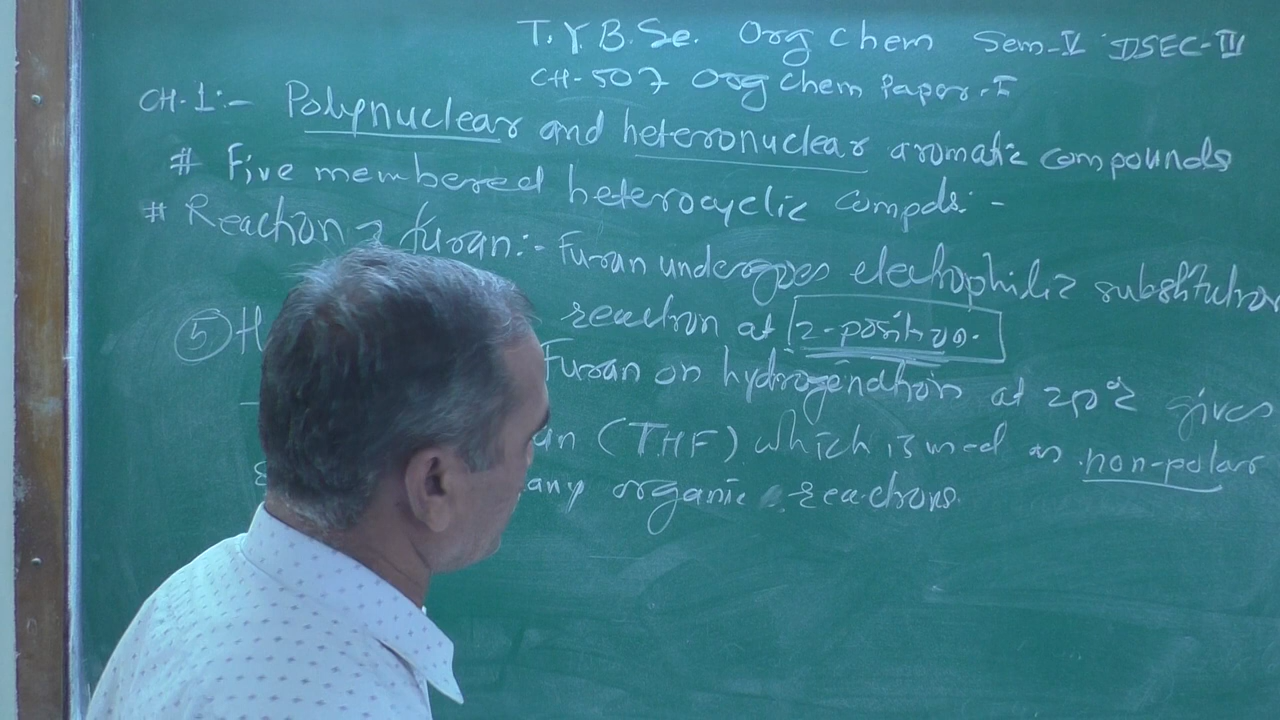 T.Y.B.Sc. Org Chem Sem-V DSEC-III
CH-507 Org Chem Paper-I
CH-1:- Polynuclear and heteronuclear aromatic compounds
# Five membered heterocyclic Compds: -
# Reaction of furan:- Furan undergoes electrophilic substitution
reaction at 2-position.
5 H
Furan on hydrogenation at gives
an (THF) which is used as non-polar
any organic reactions.